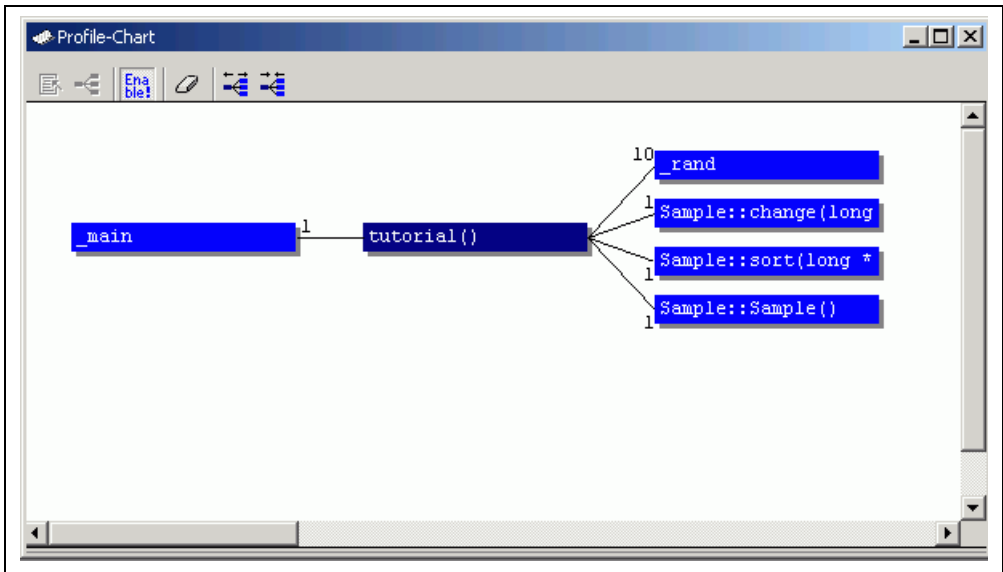 Profile-Chart
Ena
ble!
10
_rand
1
Sample::change(long
_main
1
tutorial()
Sample::sort(long *
1
Sample::Sample()
1